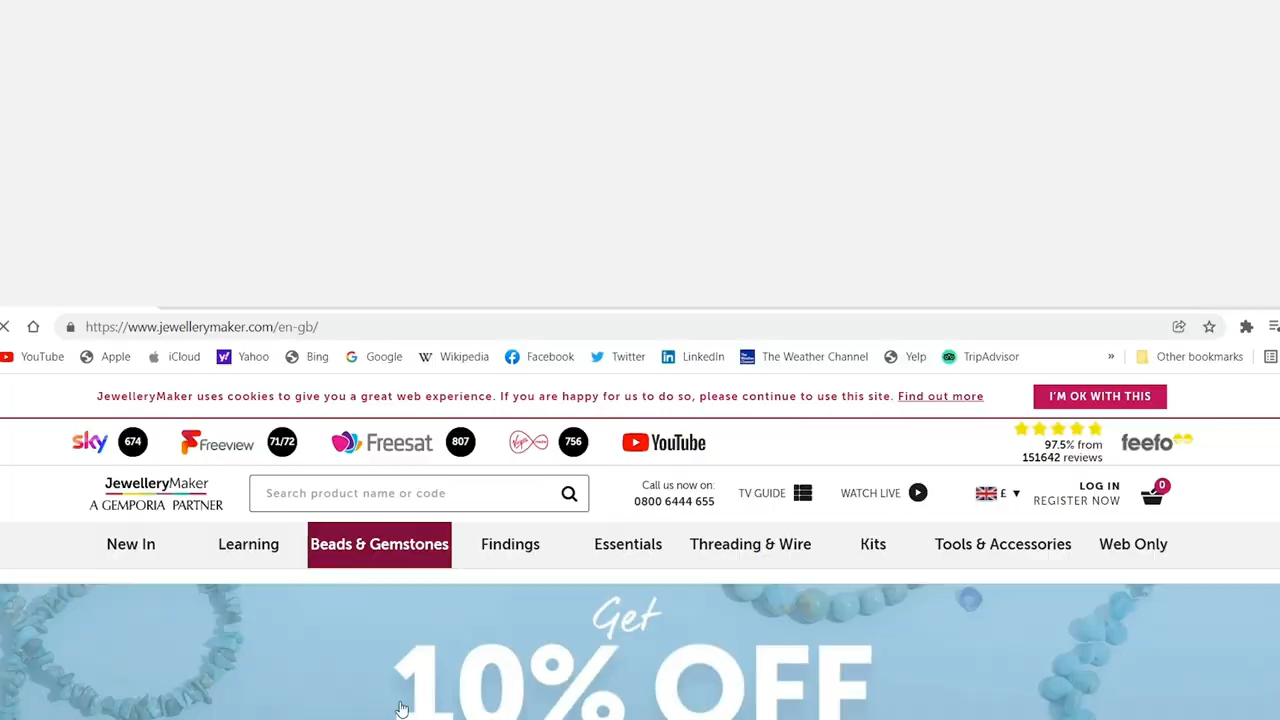 https://www.jewellerymaker.com/en-gb/
YouTube Apple iCloud Yahoo Bing Google Wikipedia Facebook Twitter LinkedIn The Weather Channel Yelp TripAdvisor » Other bookmarks
JewelleryMaker uses cookies to give you a great web experience. If you are happy for us to do so, please continue to use this site. Find out more I'M OK WITH THIS
sky 674 Freeview 71/72 Freesat 807 Virgin media 756 YouTube 97.5% from feefo
151642 reviews
JewelleryMaker
A GEMPORIA PARTNER
Search product name or code
Call us now on:
0800 6444 655
TV GUIDE WATCH LIVE £ ▼ LOG IN
REGISTER NOW
0
New In Learning Beads & Gemstones Findings Essentials Threading & Wire Kits Tools & Accessories Web Only
Get
10% OFF